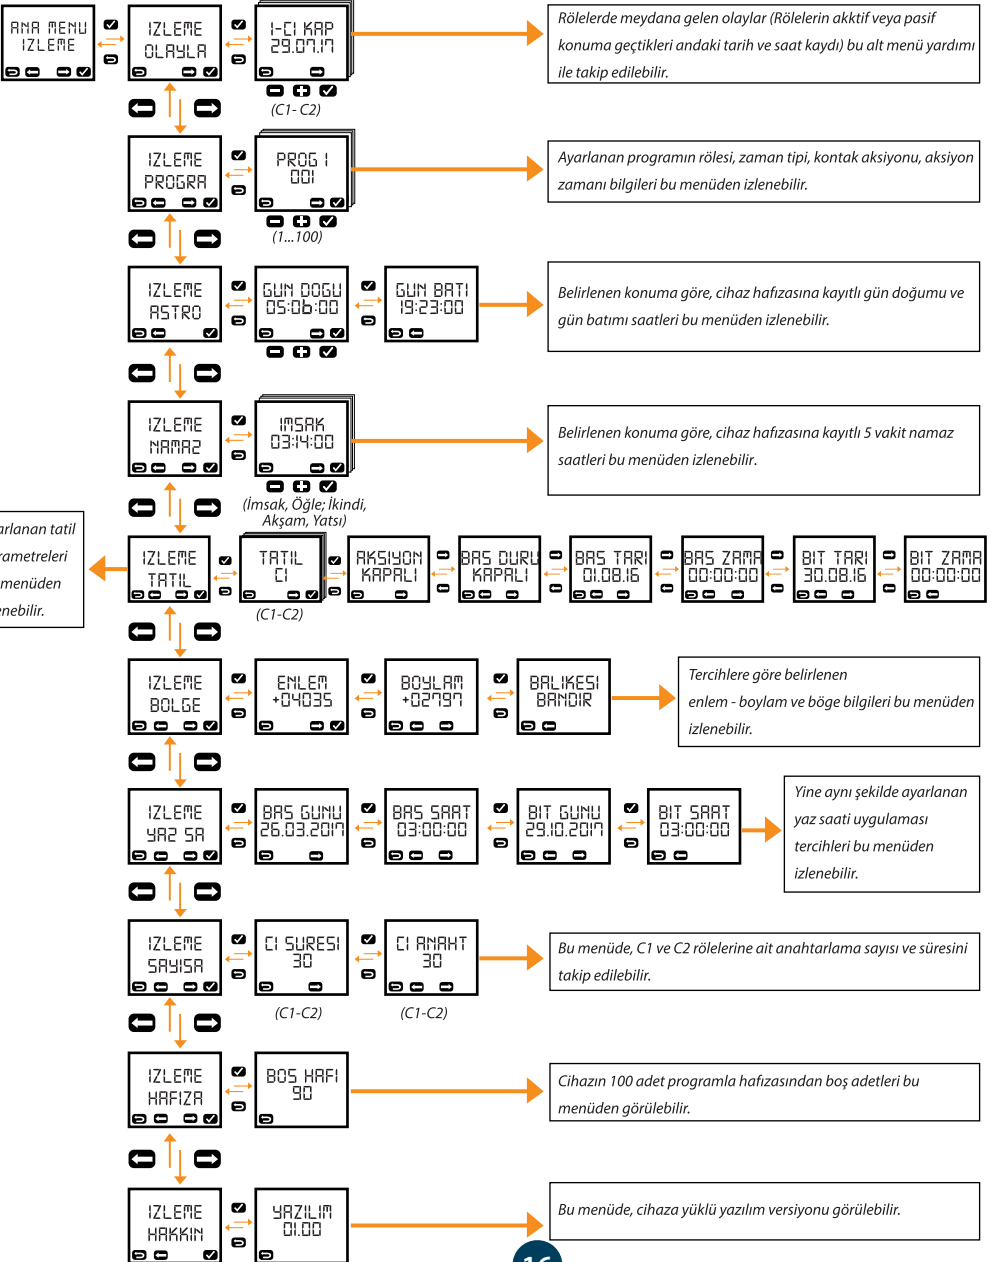 ANA MENU
IZLEME
IZLEME
OLAYLA
1-C1 KAP
29.07.17
(C1- C2)
Rölelerde meydana gelen olaylar (Rölelerin akktif veya pasif
konuma geçtikleri andaki tarih ve saat kaydı) bu alt menü yardımı
ile takip edilebilir.
IZLEME
PROGRA
PROG 1
001
(1...100)
Ayarlanan programın rölesi, zaman tipi, kontak aksiyonu, aksiyon
zamanı bilgileri bu menüden izlenebilir.
IZLEME
ASTRO
GUN DOGU
05:06:00
GUN BATI
19:23:00
Belirlenen konuma göre, cihaz hafızasına kayıtlı gün doğumu ve
gün batımı saatleri bu menüden izlenebilir.
IZLEME
NAMAZ
IMSAK
03:14:00
(İmsak, Öğle; İkindi,
Akşam, Yatsı)
Belirlenen konuma göre, cihaz hafızasına kayıtlı 5 vakit namaz
saatleri bu menüden izlenebilir.
arlanan tatil
rametreleri
menüden
enebilir.
IZLEME
TATIL
TATIL
C1
(C1-C2)
AKSIYON
KAPALI
BAS DURU
KAPALI
BAS TARI
01.08.16
BAS ZAMA
00:00:00
BIT TARI
30.08.16
BIT ZAMA
00:00:00
IZLEME
BOLGE
ENLEM
+04035
BOYLAM
+02797
BALIKESI
BANDIR
Tercihlere göre belirlenen
enlem - boylam ve böge bilgileri bu menüden
izlenebilir.
IZLEME
YAZ SA
BAS GUNU
26.03.2017
BAS SAAT
03:00:00
BIT GUNU
29.10.2017
BIT SAAT
03:00:00
Yine aynı şekilde ayarlanan
yaz saati uygulaması
tercihleri bu menüden
izlenebilir.
IZLEME
SAYISA
C1 SURESI
30
(C1-C2)
C1 ANAHT
30
(C1-C2)
Bu menüde, C1 ve C2 rölelerine ait anahtarlama sayısı ve süresini
takip edilebilir.
IZLEME
HAFIZA
BOS HAFI
90
Cihazın 100 adet programla hafızasından boş adetleri bu
menüden görülebilir.
IZLEME
HAKKIN
YAZILIM
01.00
Bu menüde, cihaza yüklü yazılım versiyonu görülebilir.
16